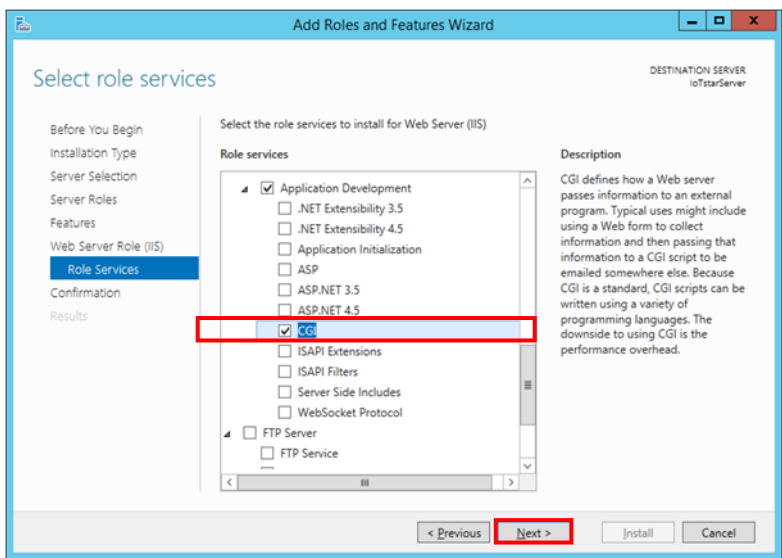 Add Roles and Features Wizard
Select role services
DESTINATION SERVER
IoTstarServer
Before You Begin
Installation Type
Server Selection
Server Roles
Features
Web Server Role (IIS)
Role Services
Confirmation
Results
Select the role services to install for Web Server (IIS)
Role services
Application Development
.NET Extensibility 3.5
.NET Extensibility 4.5
Application Initialization
ASP
ASP.NET 3.5
ASP.NET 4.5
CGI
ISAPI Extensions
ISAPI Filters
Server Side Includes
WebSocket Protocol
FTP Server
FTP Service
Description
CGI defines how a Web server
passes information to an external
program. Typical uses might include
using a Web form to collect
information and then passing that
information to a CGI script to be
emailed somewhere else. Because
CGI is a standard, CGI scripts can be
written using a variety of
programming languages. The
downside to using CGI is the
performance overhead.
< Previous
Next >
Install
Cancel